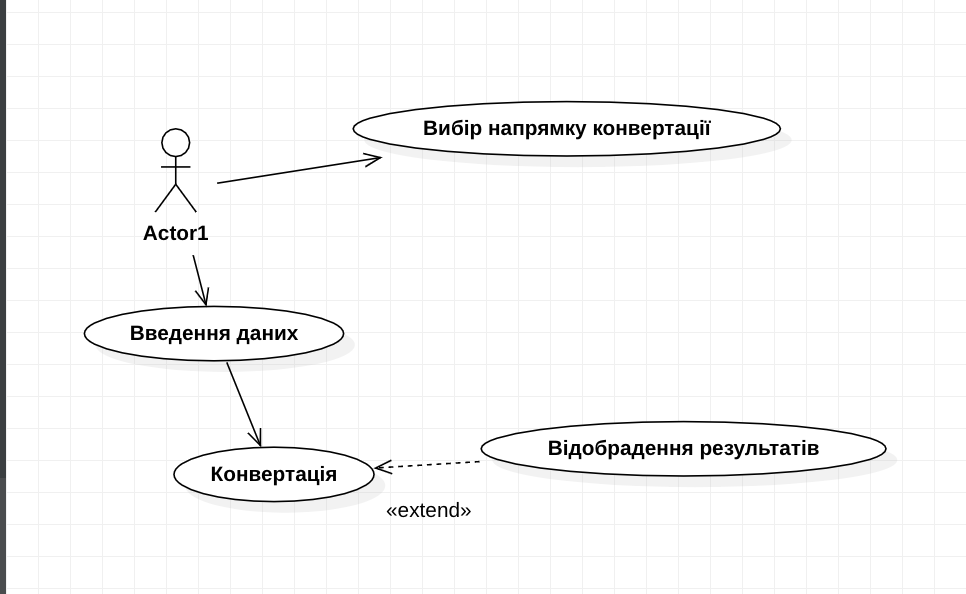 Вибір напрямку конвертації
Actor1
Введення даних
Відобрадення результатів
Конвертація
«extend»